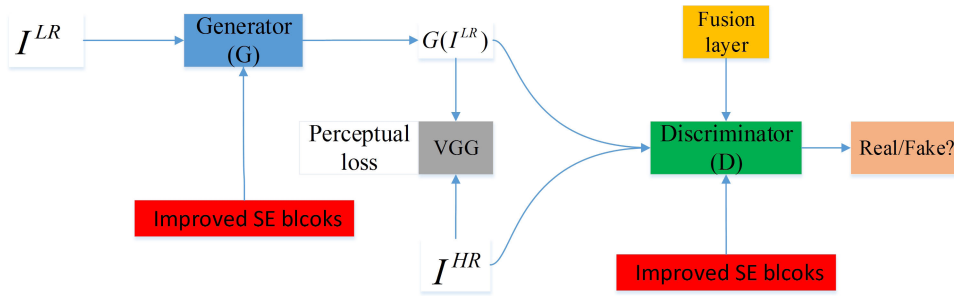 I^{LR}
Generator
(G)
G(I^{LR})
Fusion
layer
Perceptual
loss
VGG
Discriminator
(D)
Real/Fake?
Improved SE blcoks
I^{HR}
Improved SE blcoks